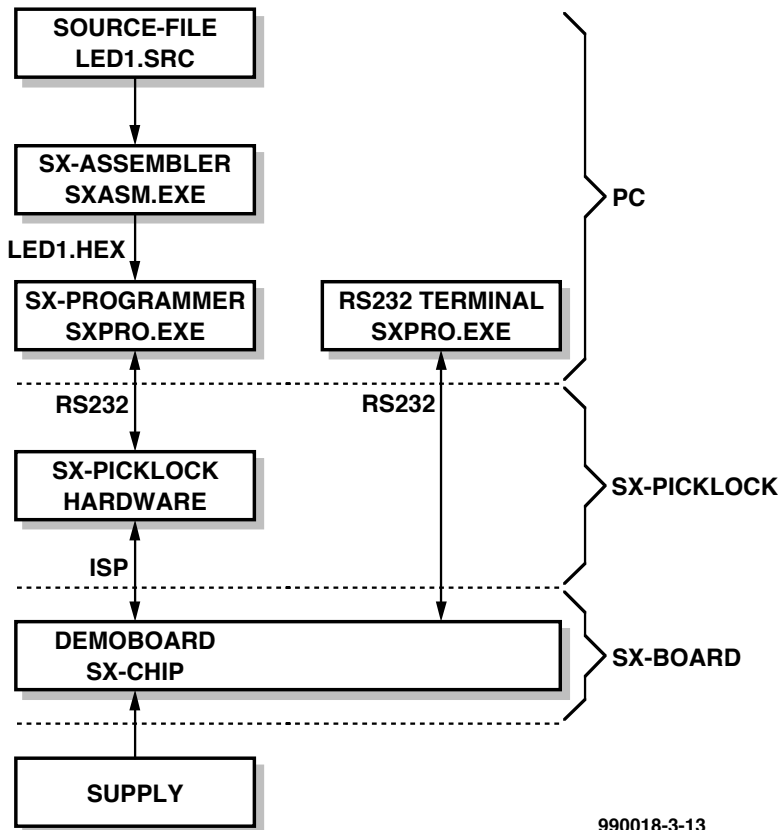 SOURCE-FILE
LED1.SRC
SX-ASSEMBLER
SXASM.EXE
PC
LED1.HEX
SX-PROGRAMMER
SXPRO.EXE
RS232 TERMINAL
SXPRO.EXE
RS232
RS232
SX-PICKLOCK
HARDWARE
SX-PICKLOCK
ISP
DEMOBOARD
SX-CHIP
SX-BOARD
SUPPLY
990018-3-13